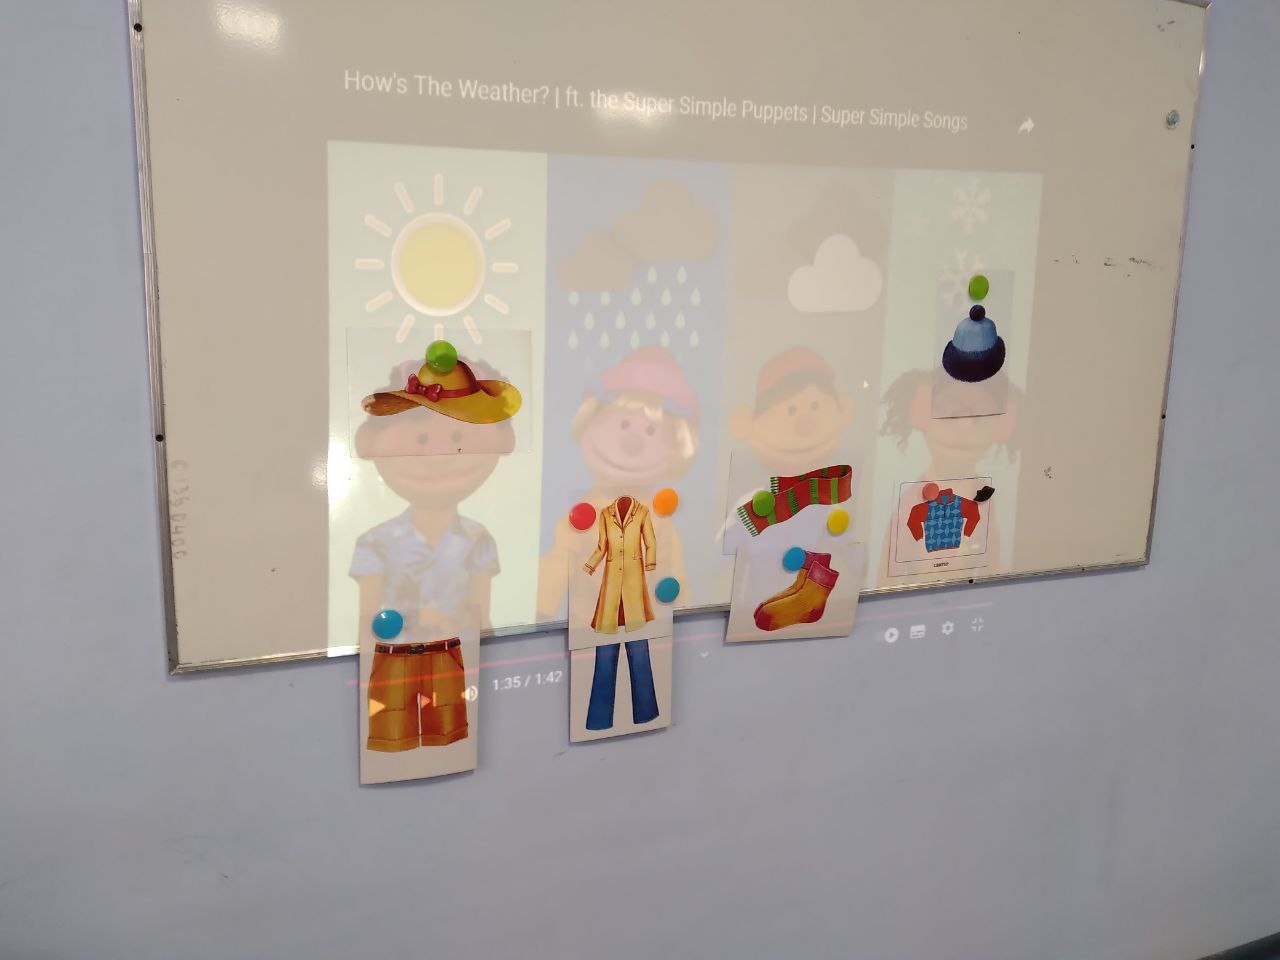 How's The Weather? | ft. the Super Simple Puppets | Super Simple Songs
1:35 / 1:42